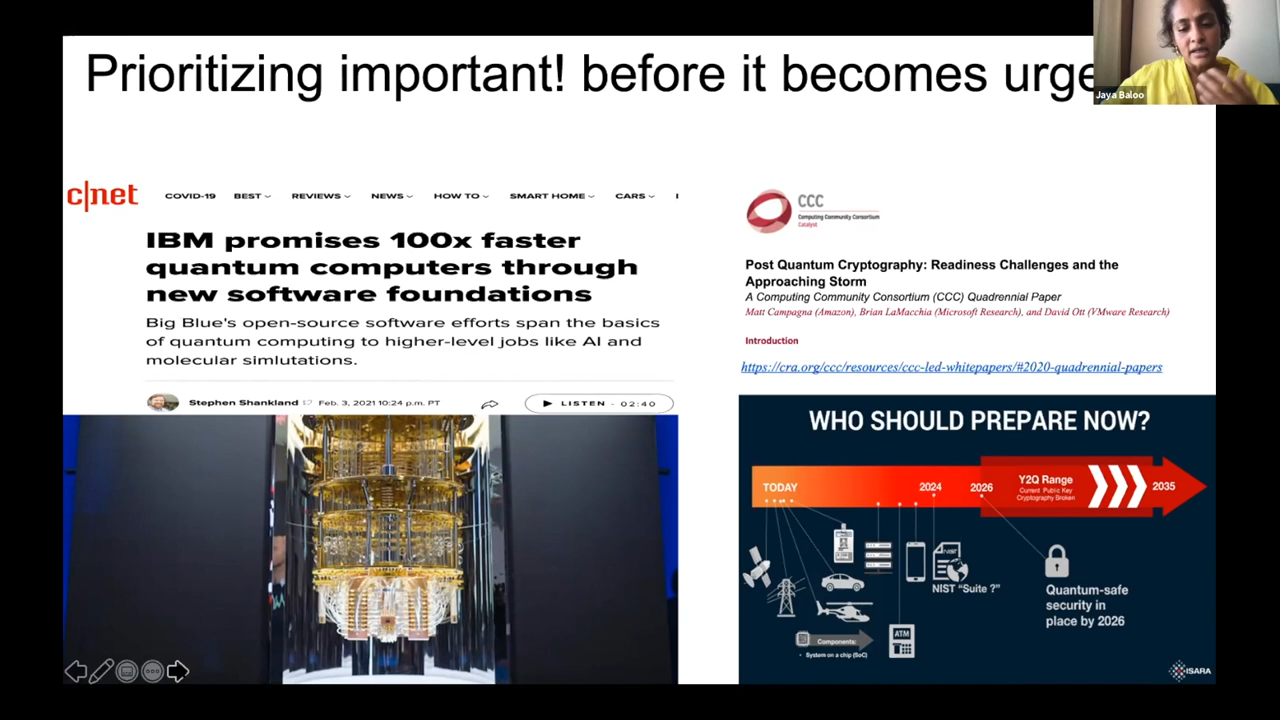 Prioritizing important! before it becomes urge
Jaya Baloo
c|net
COVID-19 BEST REVIEWS NEWS HOW TO SMART HOME CARS
IBM promises 100x faster
quantum computers through
new software foundations
Big Blue's open-source software efforts span the basics
of quantum computing to higher-level jobs like AI and
molecular simlutations.
Stephen Shankland Feb. 3, 2021 10:24 p.m. PT
LISTEN - 02:40
CCC
Computing Community Consortium
Catalyst
Post Quantum Cryptography: Readiness Challenges and the
Approaching Storm
A Computing Community Consortium (CCC) Quadrennial Paper
Matt Campagna (Amazon), Brian LaMacchia (Microsoft Research), and David Ott (VMware Research)
Introduction
https://cra.org/ccc/resources/ccc-led-whitepapers/#2020-quadrennial-papers
WHO SHOULD PREPARE NOW?
TODAY
2024
2026
Y2Q Range
Current Public Key
Cryptography Broken
2035
NIST
NIST "Suite ?"
Quantum-safe
security in
place by 2026
ATM
Components:
• System on a chip (SoC)
ISARA